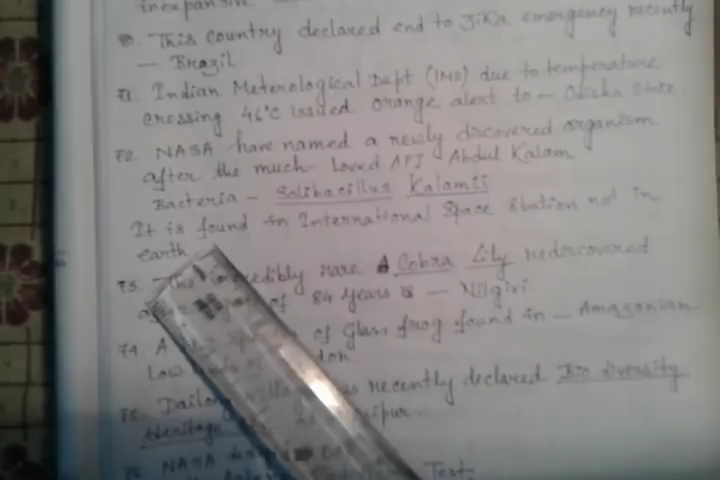 inexpansive
70. This country declared end to Zika emergency recently
— Brazil
71. Indian Meterological Dept (IMD) due to temperature
crossing 46°C issued orange alert to — Odisha State.
72. NASA have named a newly discovered organism
after the much loved APJ Abdul Kalam
Bacteria — Solibacillus Kalamii
It is found in International Space Station not in
earth
73. The incredibly rare Cobra Lily rediscovered
of 84 years is — Nilgiri.
74 A of Glass frog found in — Amazonian
Low
75. Dailong recently declared Bio diversity
Heritage
NASA Test